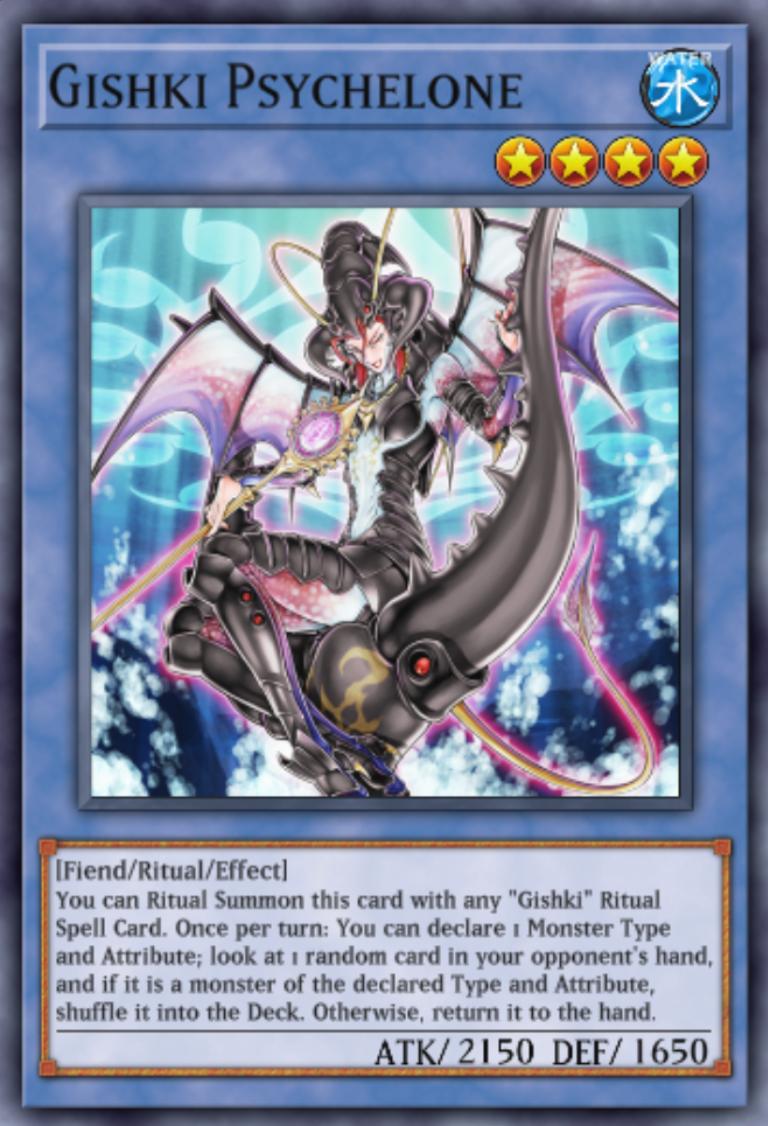 Gishki Psychelone
WATER
水
[Fiend/Ritual/Effect]
You can Ritual Summon this card with any "Gishki" Ritual
Spell Card. Once per turn: You can declare 1 Monster Type
and Attribute; look at 1 random card in your opponent's hand,
and if it is a monster of the declared Type and Attribute,
shuffle it into the Deck. Otherwise, return it to the hand.
ATK/ 2150 DEF/ 1650